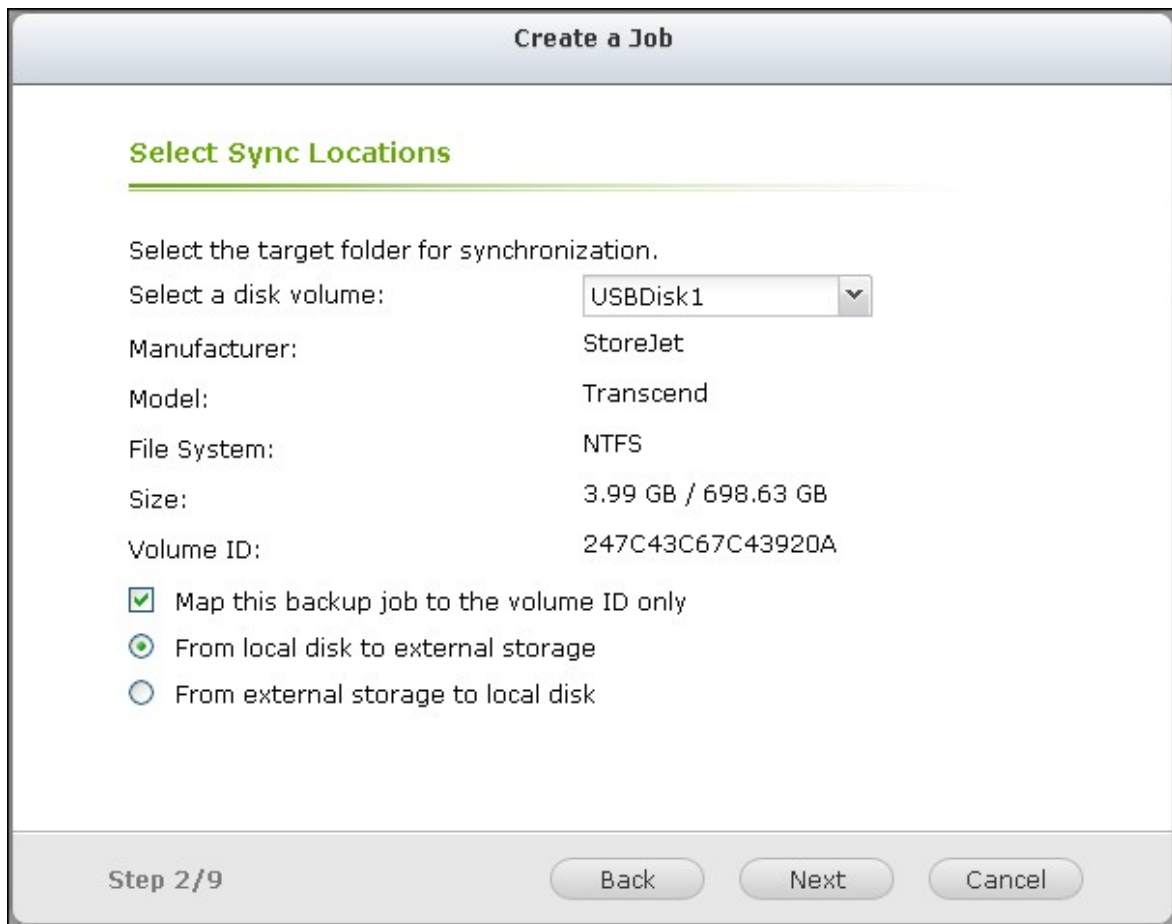 Create a Job
Select Sync Locations
Select the target folder for synchronization.
Select a disk volume: USBDisk1
Manufacturer: StoreJet
Model: Transcend
File System: NTFS
Size: 3.99 GB / 698.63 GB
Volume ID: 247C43C67C43920A
Map this backup job to the volume ID only
From local disk to external storage
From external storage to local disk
Step 2/9 Back Next Cancel